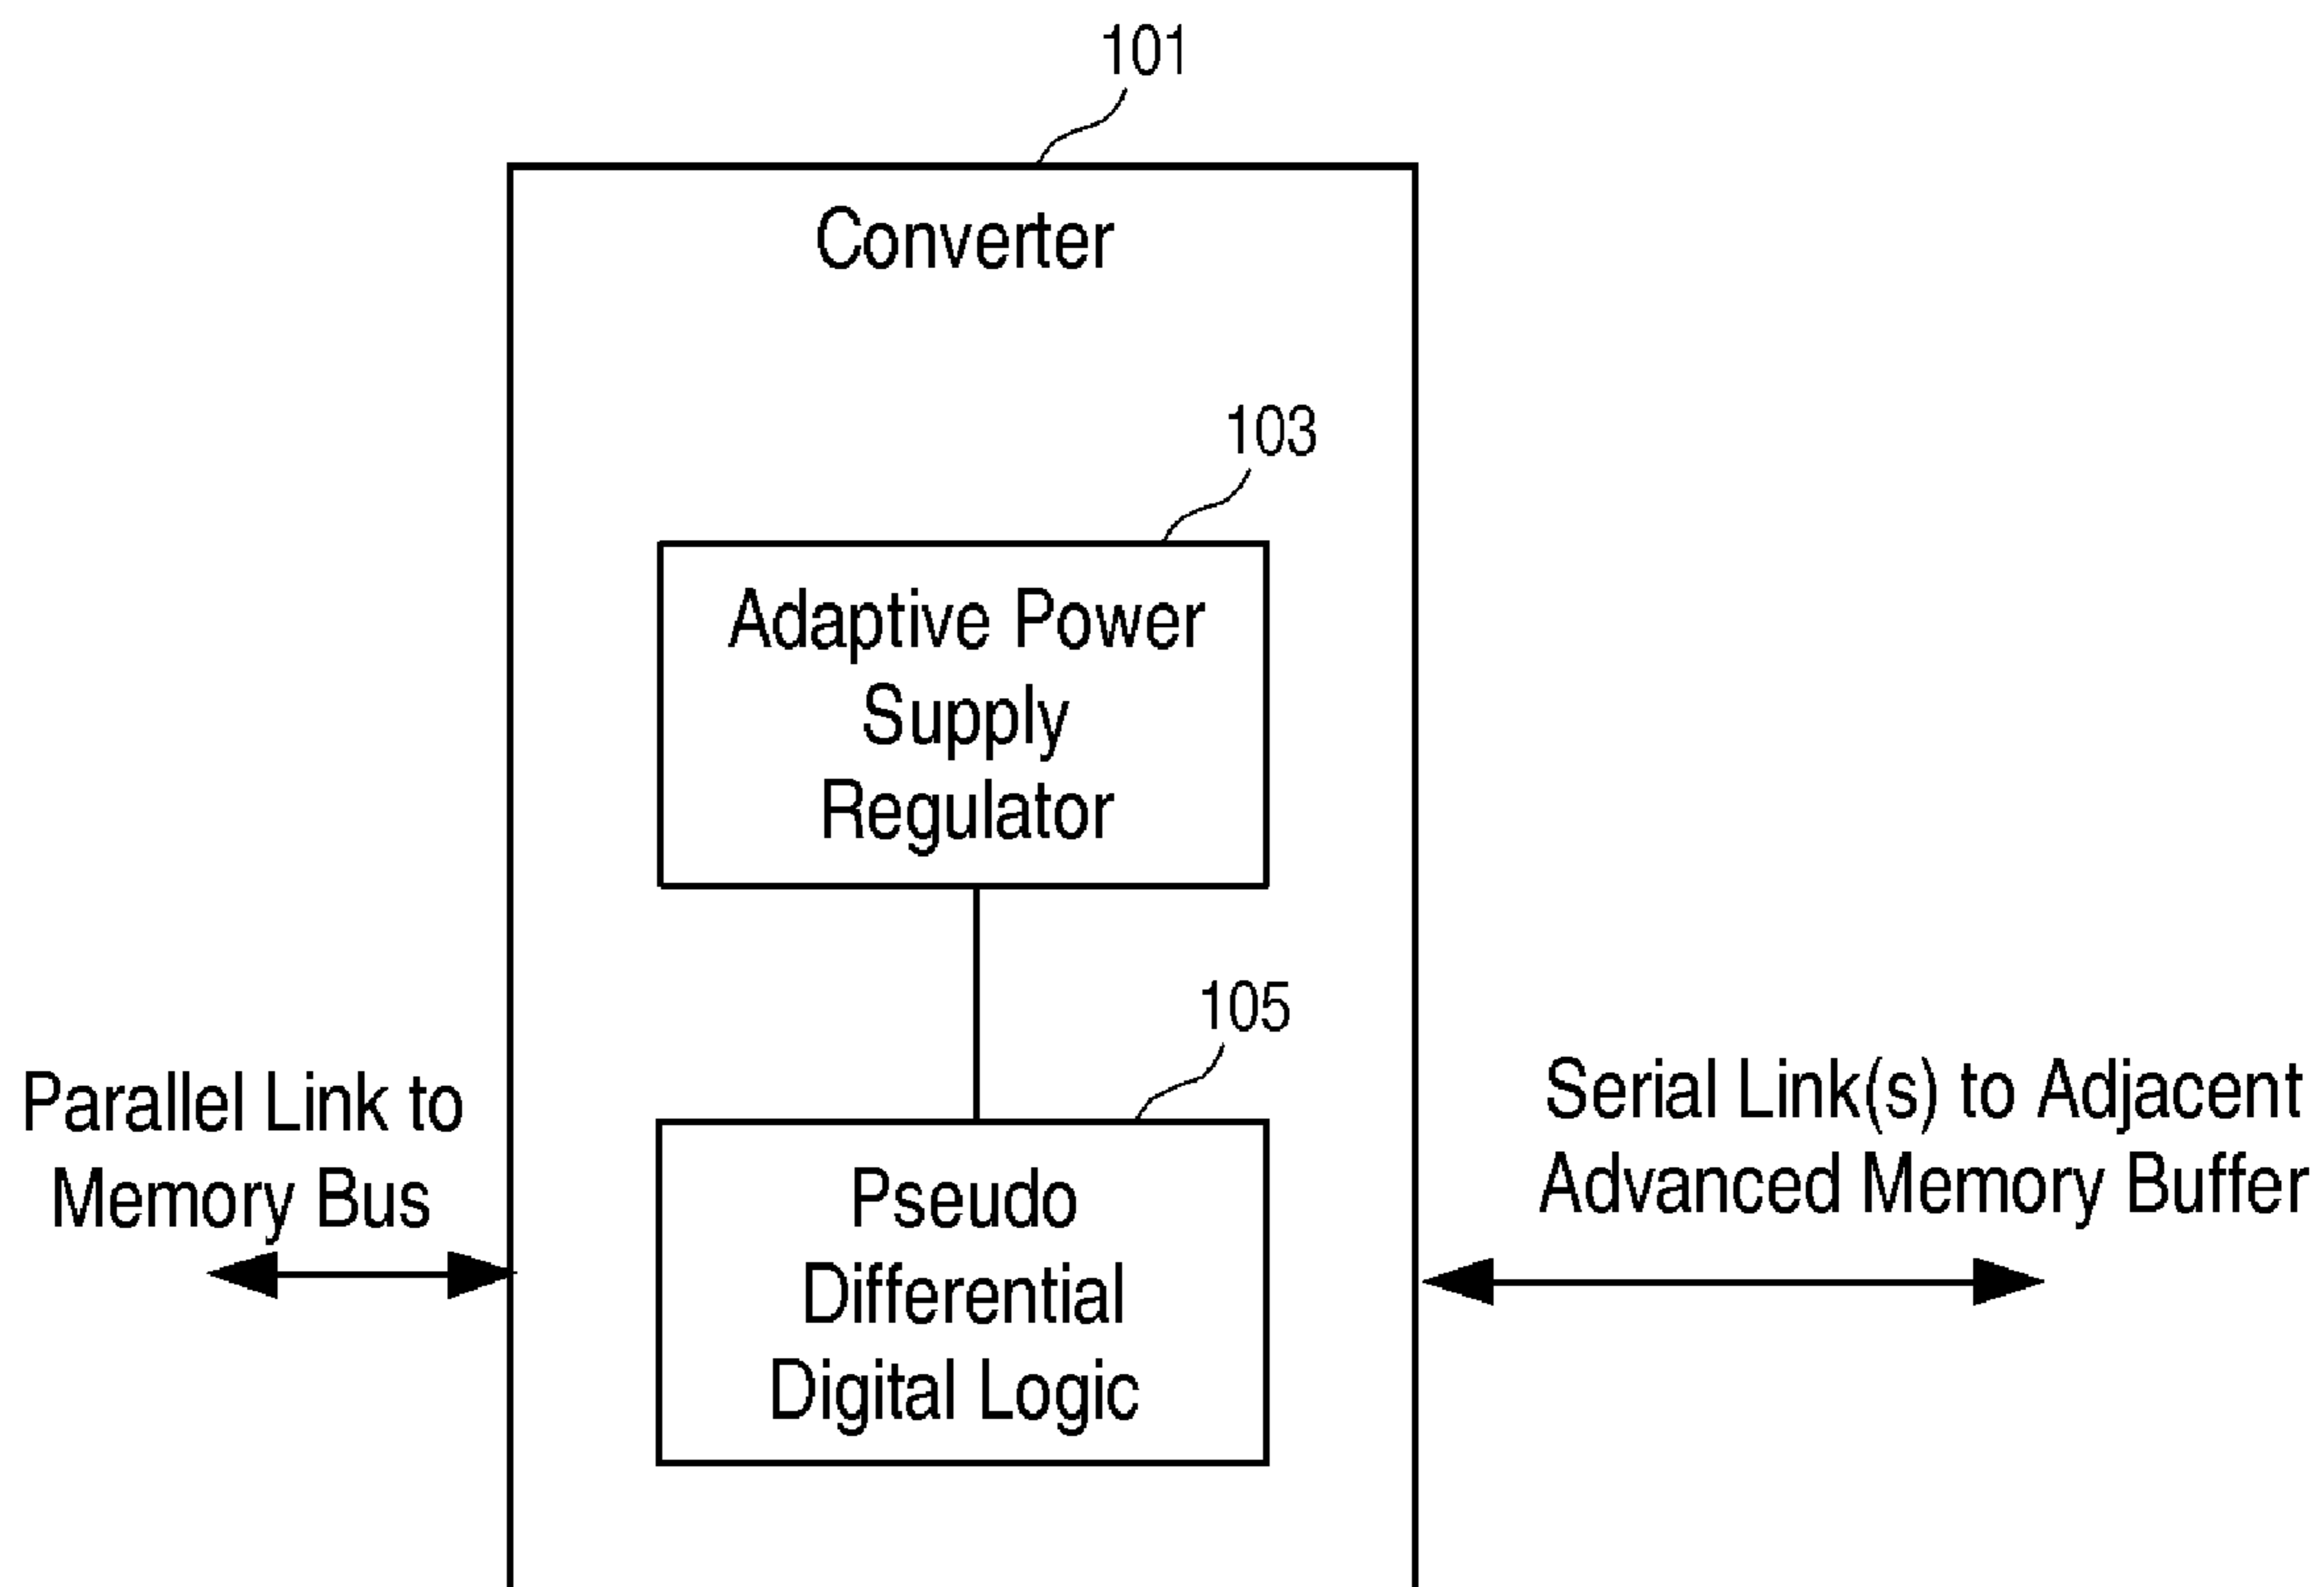 101
Converter
103
Adaptive Power
Supply
Regulator
105
Parallel Link to
Memory Bus
Pseudo
Differential
Digital Logic
Serial Link(s) to Adjacent
Advanced Memory Buffer